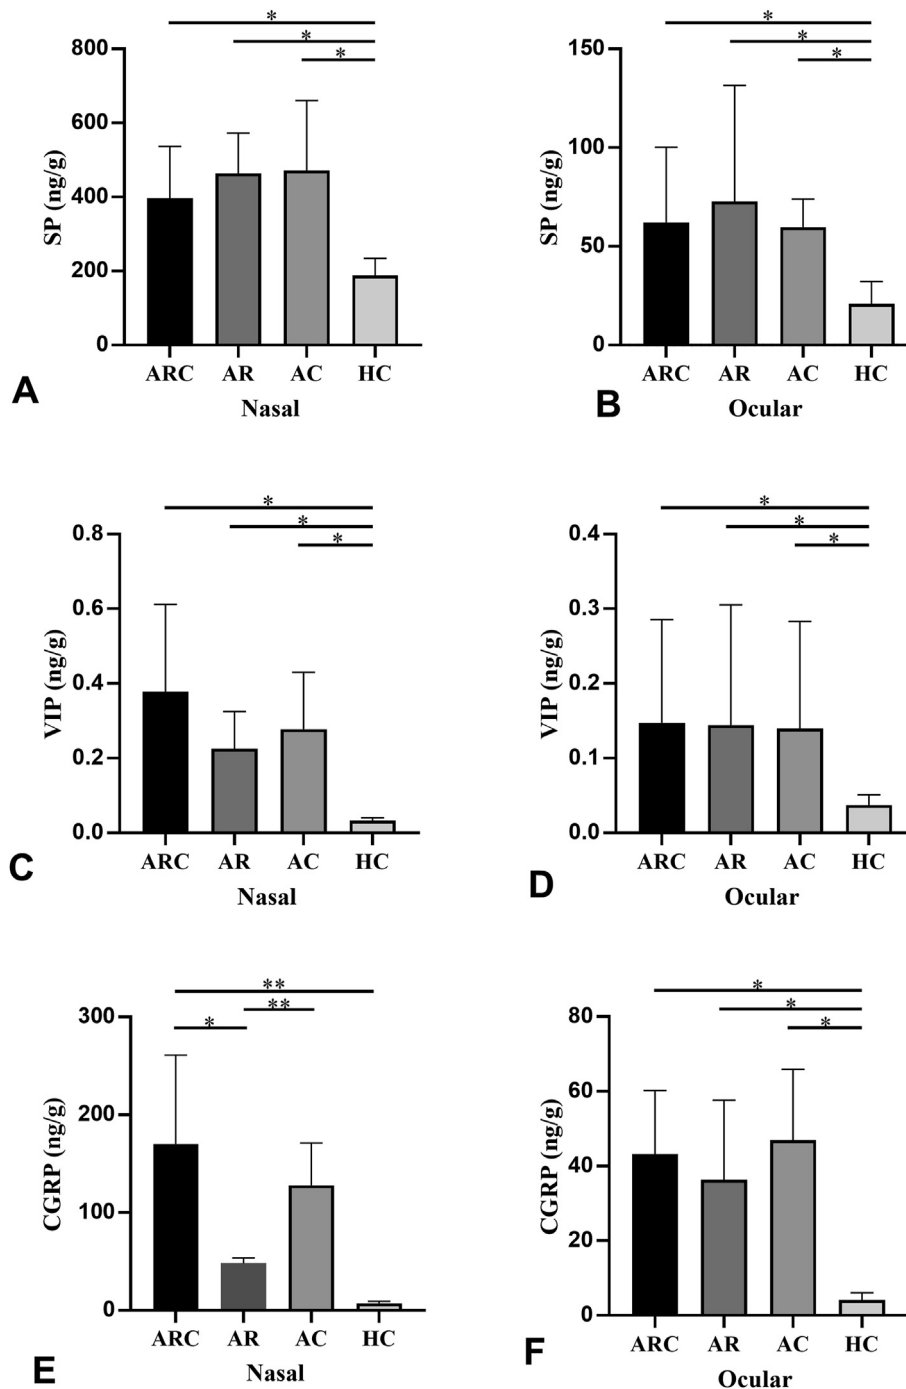 *
*
*
800
600
400
200
0
SP (ng/g)
ARC AR AC HC
Nasal
A
*
*
*
150
100
50
0
SP (ng/g)
ARC AR AC HC
Ocular
B
*
*
*
0.8
0.6
0.4
0.2
0.0
VIP (ng/g)
ARC AR AC HC
Nasal
C
*
*
*
0.4
0.3
0.2
0.1
0.0
VIP (ng/g)
ARC AR AC HC
Ocular
D
**
**
*
300
200
100
0
CGRP (ng/g)
ARC AR AC HC
Nasal
E
*
*
*
80
60
40
20
0
CGRP (ng/g)
ARC AR AC HC
Ocular
F